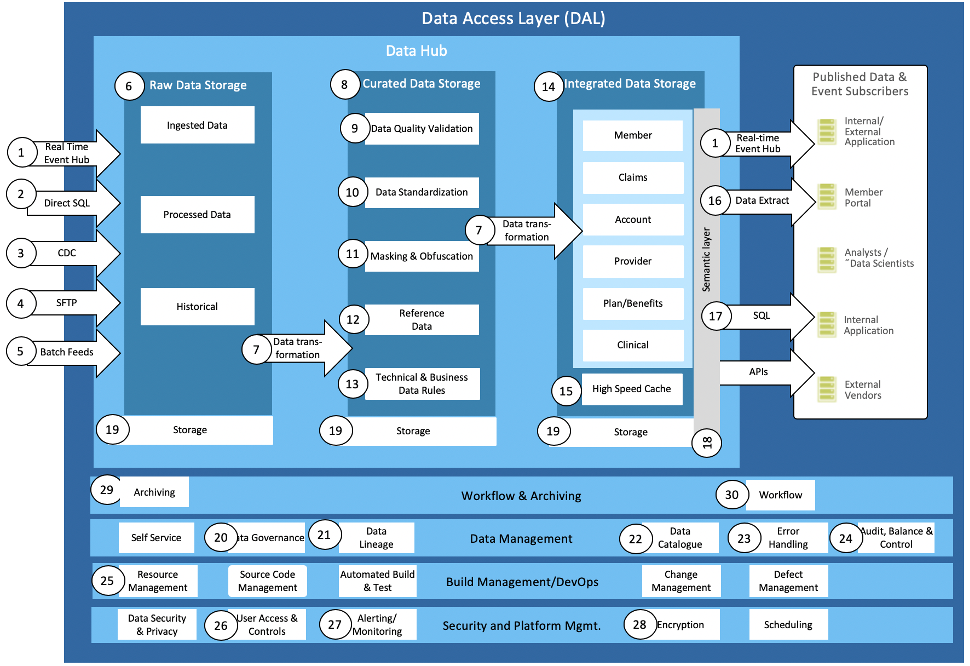 Data Access Layer (DAL)
Data Hub
6
Raw Data Storage
Ingested Data
Processed Data
Historical
19
Storage
1
Real Time
Event Hub
2
Direct SQL
3
CDC
4
SFTP
5
Batch Feeds
7
Data trans-
formation
8
Curated Data Storage
9
Data Quality Validation
10
Data Standardization
11
Masking & Obfuscation
12
Reference
Data
13
Technical & Business
Data Rules
19
Storage
7
Data trans-
formation
14
Integrated Data Storage
Member
Claims
Account
Provider
Plan/Benefits
Clinical
15
High Speed Cache
19
Storage
Semantic layer
18
1
Real-time
Event Hub
16
Data Extract
17
SQL
APIs
Published Data &
Event Subscribers
Internal/
External
Application
Member
Portal
Analysts /
˜Data Scientists
Internal
Application
External
Vendors
29
Archiving
Workflow & Archiving
30
Workflow
Self Service
20
ata Governance
21
Data
Lineage
Data Management
22
Data
Catalogue
23
Error
Handling
24
Audit, Balance &
Control
25
Resource
Management
Source Code
Management
Automated Build
& Test
Build Management/DevOps
Change
Management
Defect
Management
Data Security
& Privacy
26
User Access &
Controls
27
Alerting/
Monitoring
Security and Platform Mgmt.
28
Encryption
Scheduling